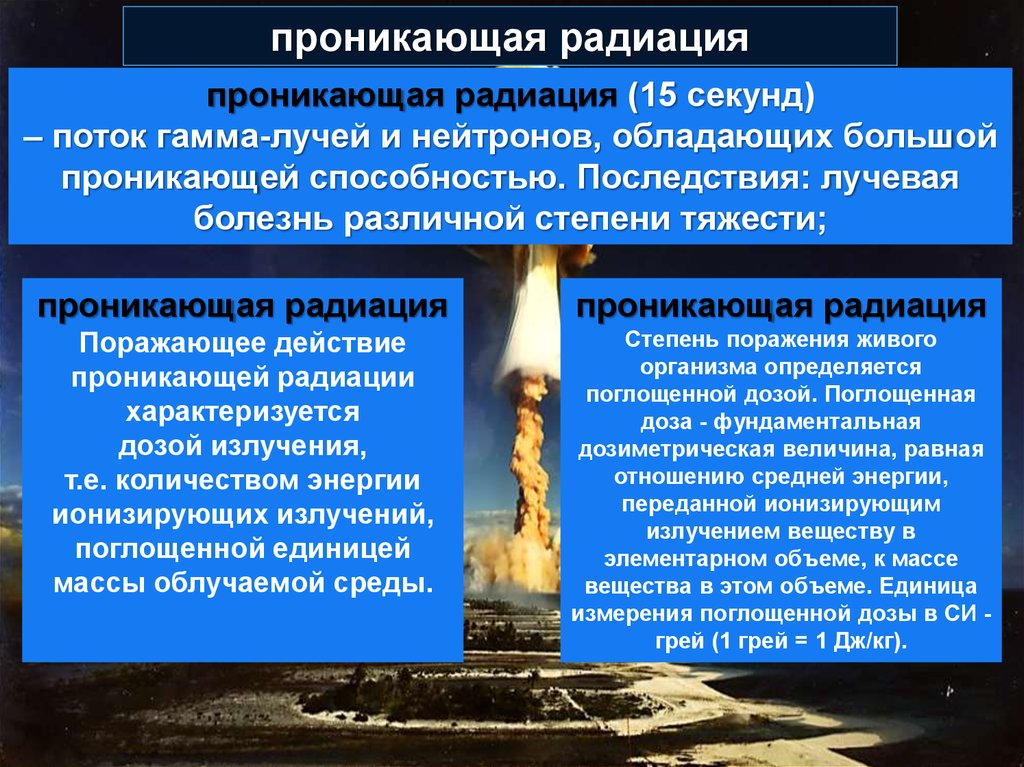 проникающая радиация
проникающая радиация (15 секунд)
– поток гамма-лучей и нейтронов, обладающих большой
проникающей способностью. Последствия: лучевая
болезнь различной степени тяжести;
проникающая радиация
Поражающее действие
проникающей радиации
характеризуется
дозой излучения,
т.е. количеством энергии
ионизирующих излучений,
поглощенной единицей
массы облучаемой среды.
проникающая радиация
Степень поражения живого
организма определяется
поглощенной дозой. Поглощенная
доза - фундаментальная
дозиметрическая величина, равная
отношению средней энергии,
переданной ионизирующим
излучением веществу в
элементарном объеме, к массе
вещества в этом объеме. Единица
измерения поглощенной дозы в СИ -
грей (1 грей = 1 Дж/кг).